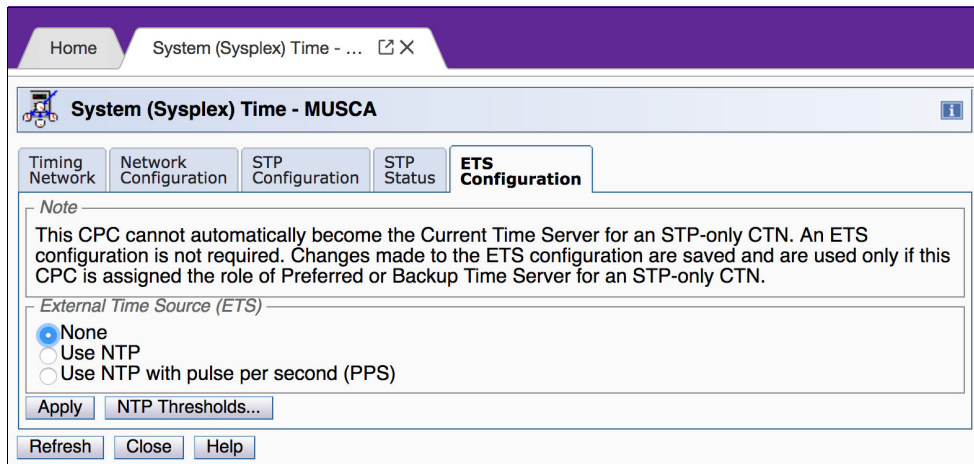 Home
System (Sysplex) Time - ...
System (Sysplex) Time - MUSCA
Timing Network
Network Configuration
STP Configuration
STP Status
ETS Configuration
Note
This CPC cannot automatically become the Current Time Server for an STP-only CTN. An ETS
configuration is not required. Changes made to the ETS configuration are saved and are used only if this
CPC is assigned the role of Preferred or Backup Time Server for an STP-only CTN.
External Time Source (ETS)
None
Use NTP
Use NTP with pulse per second (PPS)
Apply
NTP Thresholds...
Refresh
Close
Help